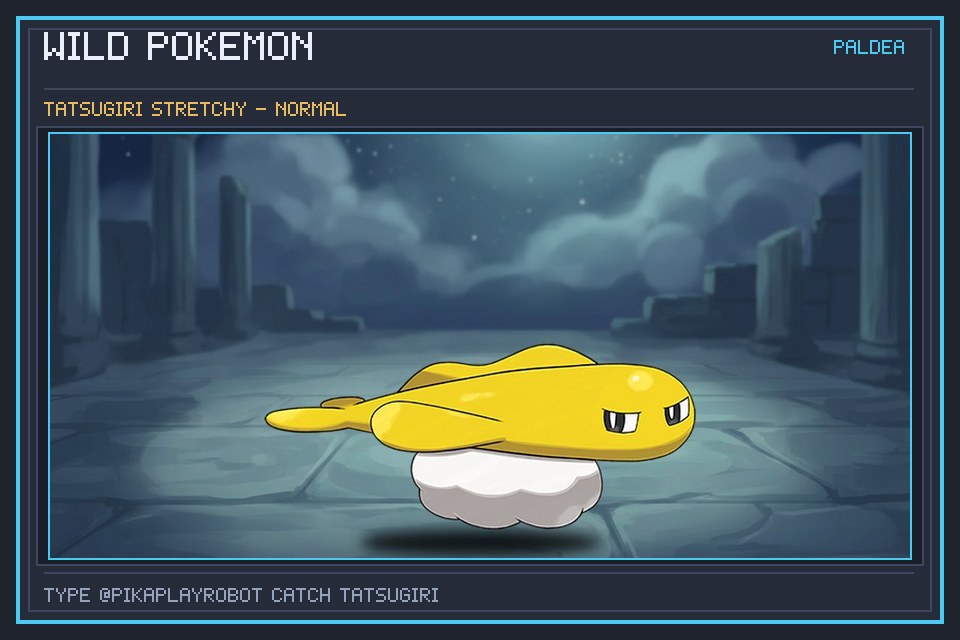 WILD POKEMON
PALDEA
TATSUGIRI STRETCHY - NORMAL
TYPE @PIKAPLAYROBOT CATCH TATSUGIRI